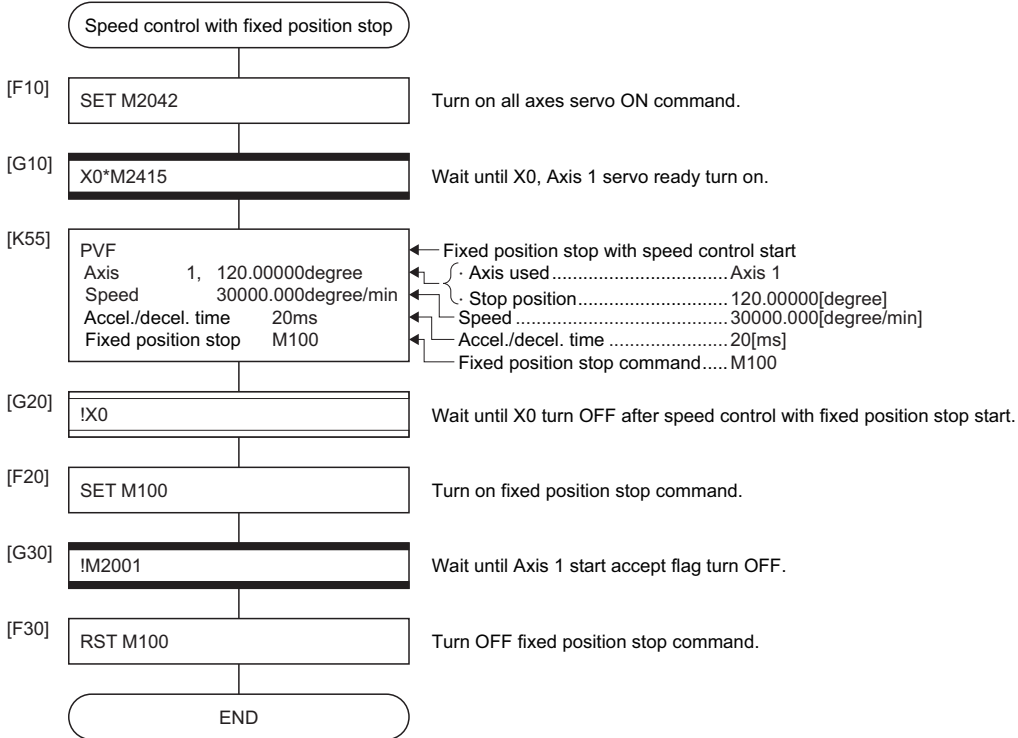 Speed control with fixed position stop
[F10]
SET M2042
Turn on all axes servo ON command.
[G10]
X0*M2415
Wait until X0, Axis 1 servo ready turn on.
[K55]
PVF
Axis 1, 120.00000degree
Speed 30000.000degree/min
Accel./decel. time 20ms
Fixed position stop M100
Fixed position stop with speed control start
· Axis used.................................Axis 1
· Stop position............................120.00000[degree]
Speed........................................30000.000[degree/min]
Accel./decel. time ......................20[ms]
Fixed position stop command.....M100
[G20]
!X0
Wait until X0 turn OFF after speed control with fixed position stop start.
[F20]
SET M100
Turn on fixed position stop command.
[G30]
!M2001
Wait until Axis 1 start accept flag turn OFF.
[F30]
RST M100
Turn OFF fixed position stop command.
END